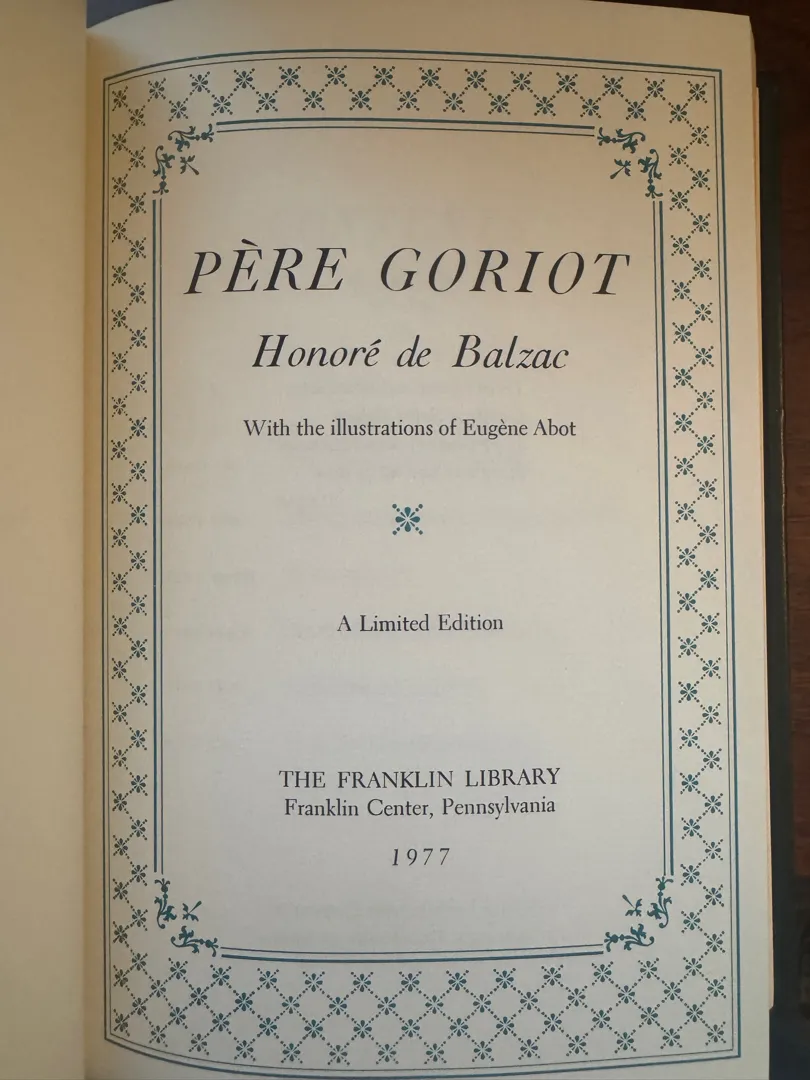 PÈRE GORIOT
Honoré de Balzac
With the illustrations of Eugène Abot
A Limited Edition
THE FRANKLIN LIBRARY
Franklin Center, Pennsylvania
1977